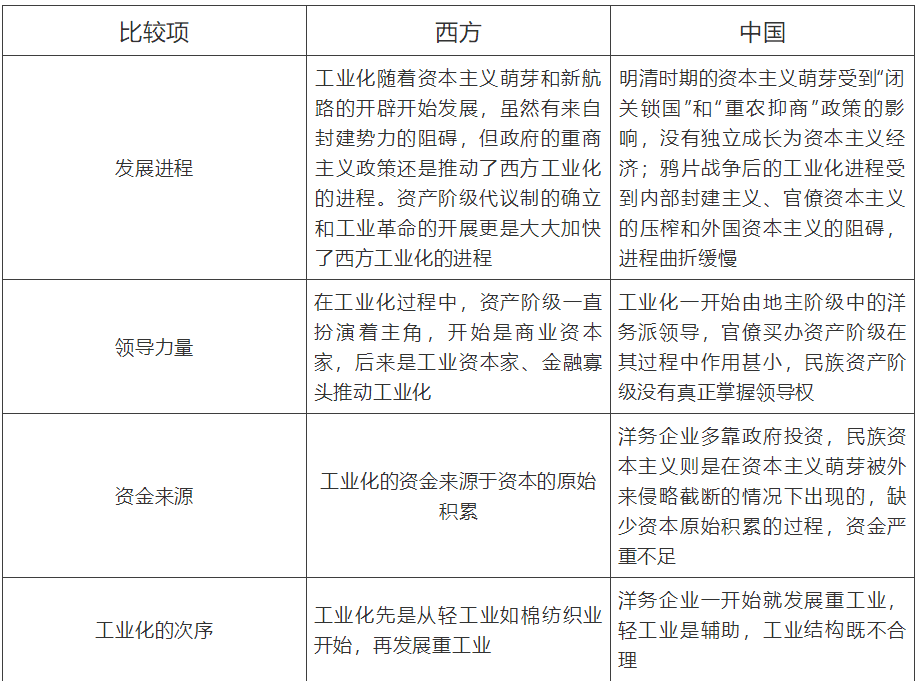 比较项
西方
中国
发展进程
工业化随着资本主义萌芽和新航
路的开辟开始发展，虽然有来自
封建势力的阻碍，但政府的重商
主义政策还是推动了西方工业化
的进程。资产阶级代议制的确立
和工业革命的开展更是大大加快
了西方工业化的进程
明清时期的资本主义萌芽受到“闭
关锁国”和“重农抑商”政策的影
响，没有独立成长为资本主义经
济；鸦片战争后的工业化进程受
到内部封建主义、官僚资本主义
的压榨和外国资本主义的阻碍，
进程曲折缓慢
领导力量
在工业化过程中，资产阶级一直
扮演着主角，开始是商业资本
家，后来是工业资本家、金融寡
头推动工业化
工业化一开始由地主阶级中的洋
务派领导，官僚买办资产阶级在
其过程中作用甚小，民族资产阶
级没有真正掌握领导权
资金来源
工业化的资金来源于资本的原始
积累
洋务企业多靠政府投资，民族资
本主义则是在资本主义萌芽被外
来侵略截断的情况下出现的，缺
少资本原始积累的过程，资金严
重不足
工业化的次序
工业化先是从轻工业如棉纺织业
开始，再发展重工业
洋务企业一开始就发展重工业，
轻工业是辅助，工业结构既不合
理